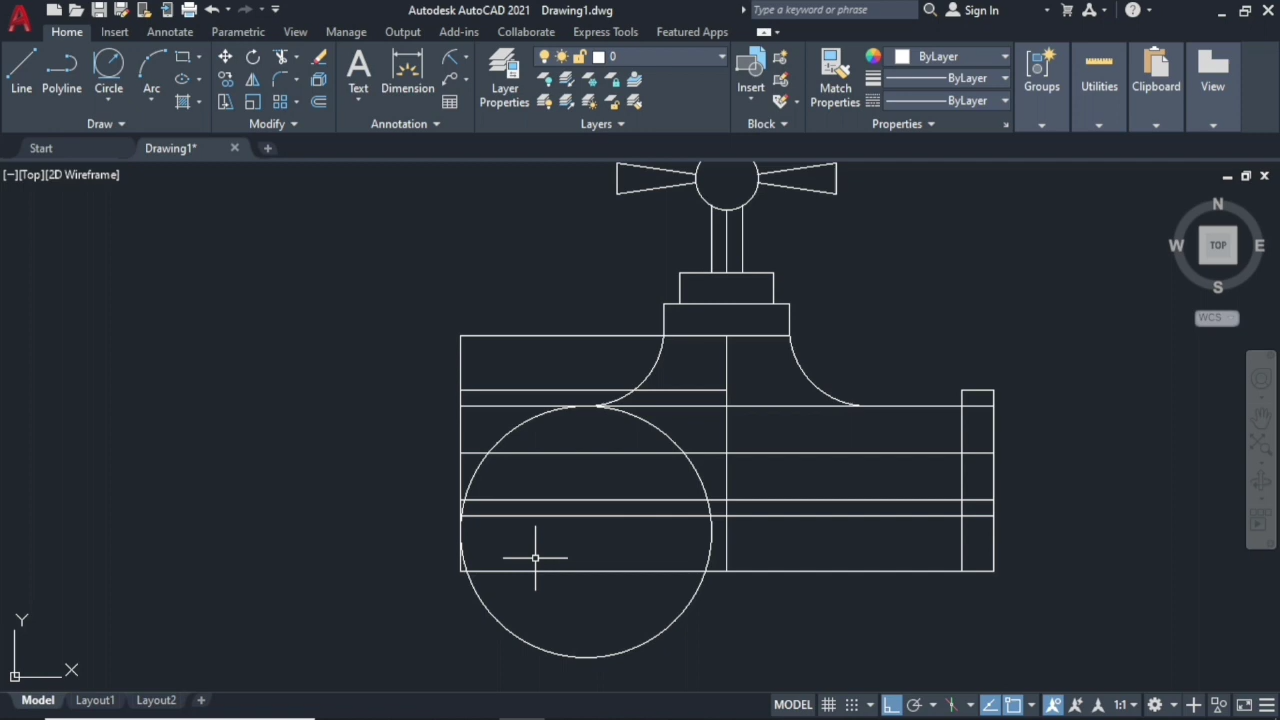 Autodesk AutoCAD 2021 Drawing1.dwg
Type a keyword or phrase
Sign In
Home Insert Annotate Parametric View Manage Output Add-ins Collaborate Express Tools Featured Apps
0
ByLayer
ByLayer
ByLayer
Line Polyline Circle Arc
Text Dimension
Layer Properties
Insert
Match Properties
Groups
Utilities
Clipboard
View
Draw Modify Annotation Layers Block Properties
Start Drawing1*
[−][Top][2D Wireframe]
N
W TOP E
S
WCS
Y
X
Model Layout1 Layout2
MODEL
1:1